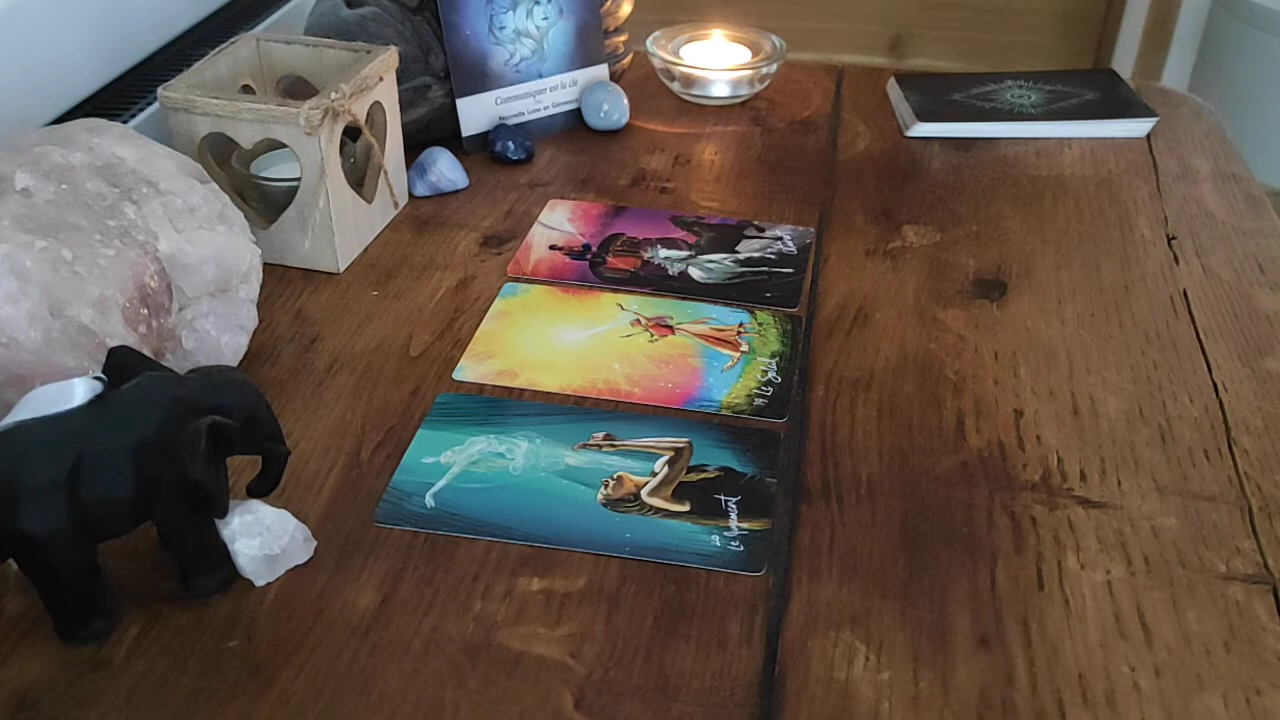 Communiquer est la clé
Nouvelle Lune en Gémeaux
19 Le Soleil
20
Le Jugement